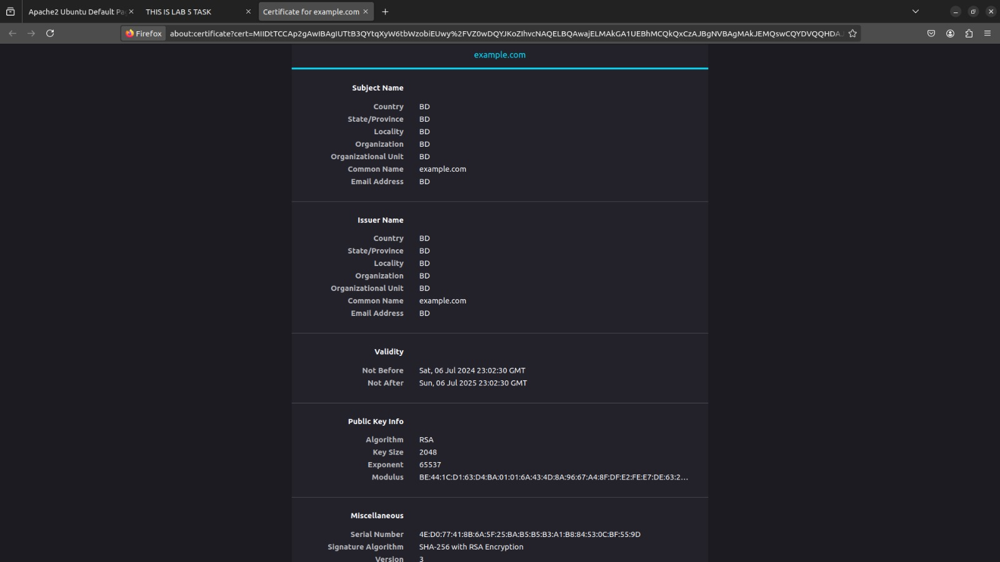 Apache2 Ubuntu Default Pa
THIS IS LAB 5 TASK
Certificate for example.com
Firefox
about:certificate?cert=MIIDtTCCAp2gAwIBAgIUTtB3QYtqXyW6tbWzobiEUwy%2FVZ0wDQYJKoZIhvcNAQELBQAwajELMAkGA1UEBhMCQkQxCzAJBgNVBAgMAkJEMQswCQYDVQQHDAJ
example.com
Subject Name
Country BD
State/Province BD
Locality BD
Organization BD
Organizational Unit BD
Common Name example.com
Email Address BD
Issuer Name
Country BD
State/Province BD
Locality BD
Organization BD
Organizational Unit BD
Common Name example.com
Email Address BD
Validity
Not Before Sat, 06 Jul 2024 23:02:30 GMT
Not After Sun, 06 Jul 2025 23:02:30 GMT
Public Key Info
Algorithm RSA
Key Size 2048
Exponent 65537
Modulus BE:44:1C:D1:63:D4:BA:01:01:6A:43:4D:8A:96:67:A4:8F:DF:E2:FE:E7:DE:63:2…
Miscellaneous
Serial Number 4E:D0:77:41:8B:6A:5F:25:BA:B5:B5:B3:A1:B8:84:53:0C:BF:55:9D
Signature Algorithm SHA-256 with RSA Encryption
Version 3